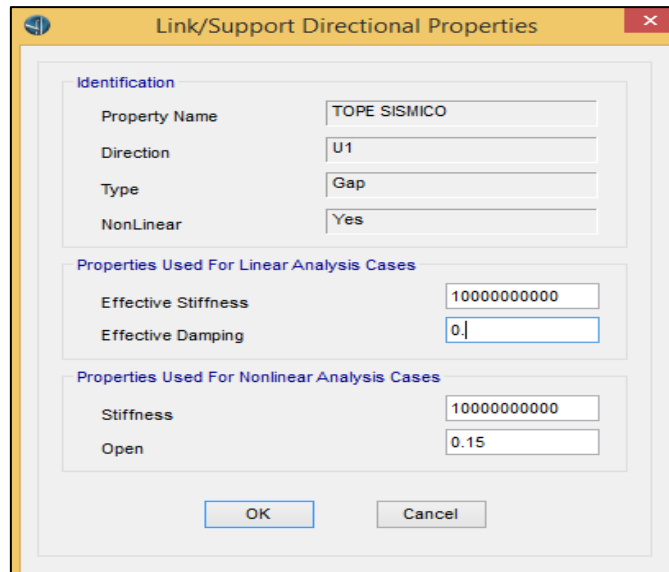 Link/Support Directional Properties
Identification
Property Name TOPE SISMICO
Direction U1
Type Gap
NonLinear Yes
Properties Used For Linear Analysis Cases
Effective Stiffness 10000000000
Effective Damping 0.
Properties Used For Nonlinear Analysis Cases
Stiffness 10000000000
Open 0.15
OK Cancel